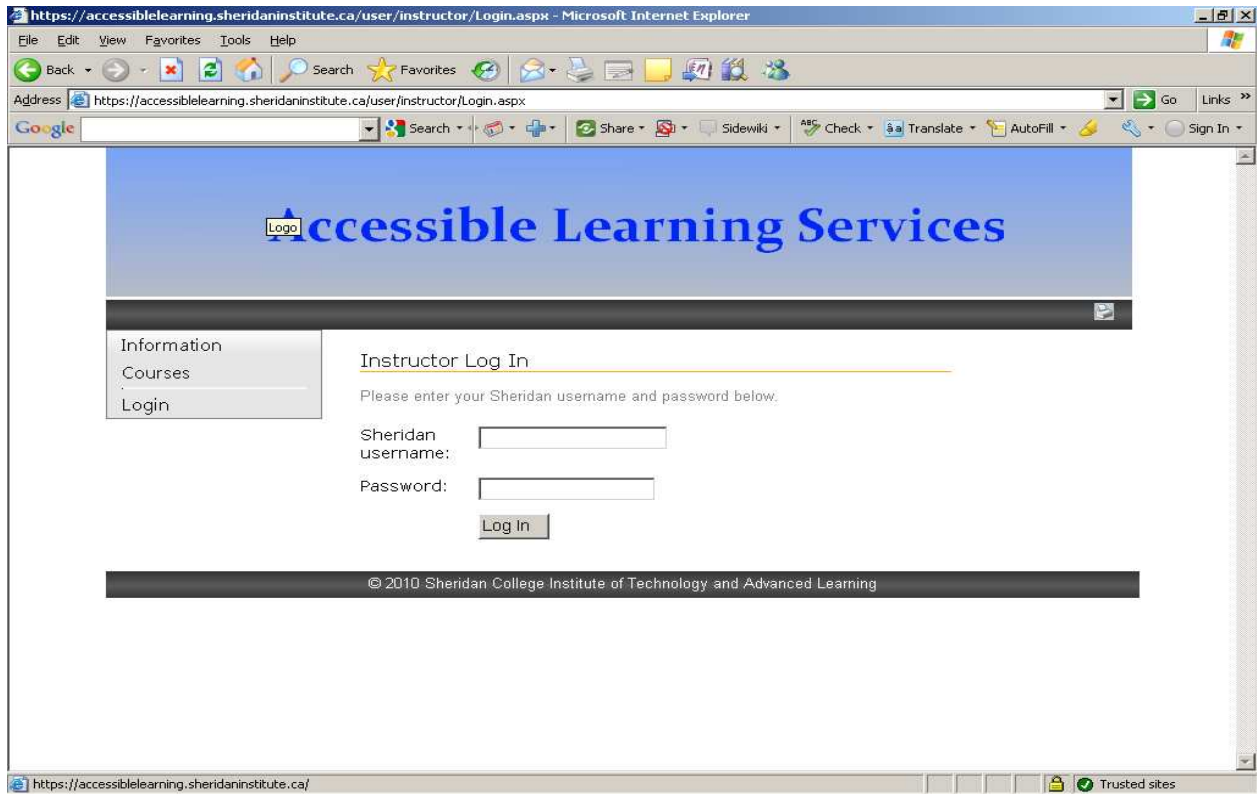 https://accessiblelearning.sheridaninstitute.ca/user/instructor/Login.aspx - Microsoft Internet Explorer
File Edit View Favorites Tools Help
Back Search Favorites
Address https://accessiblelearning.sheridaninstitute.ca/user/instructor/Login.aspx Go Links »
Google Search Share Sidewiki ABC Check Translate AutoFill Sign In
Accessible Learning Services
Logo
Information
Courses
Login
Instructor Log In
Please enter your Sheridan username and password below.
Sheridan
username:
Password:
Log In
© 2010 Sheridan College Institute of Technology and Advanced Learning
https://accessiblelearning.sheridaninstitute.ca/ Trusted sites